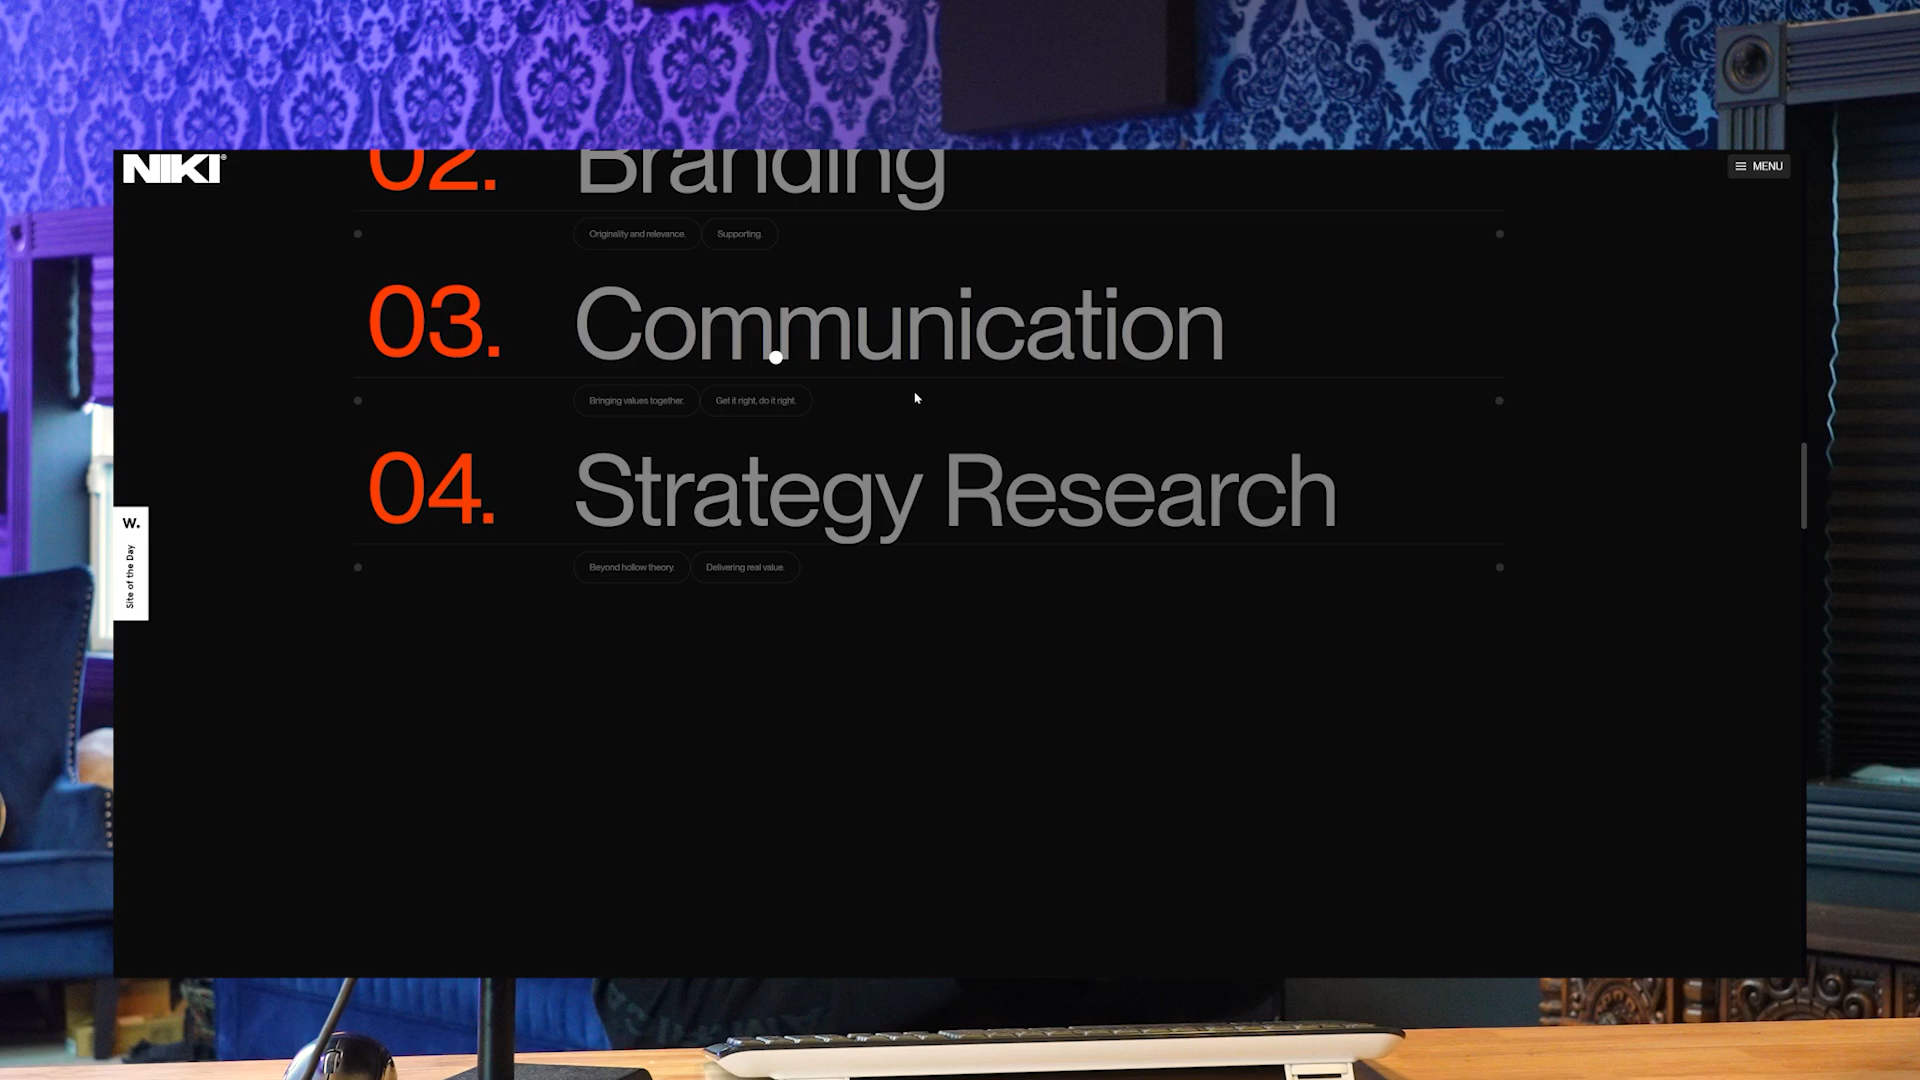 NIKI®
MENU
02. Branding
Originality and relevance. Supporting.
03. Communication
Bringing values together. Get it right, do it right.
04. Strategy Research
Beyond hollow theory. Delivering real value.
W.
Site of the Day